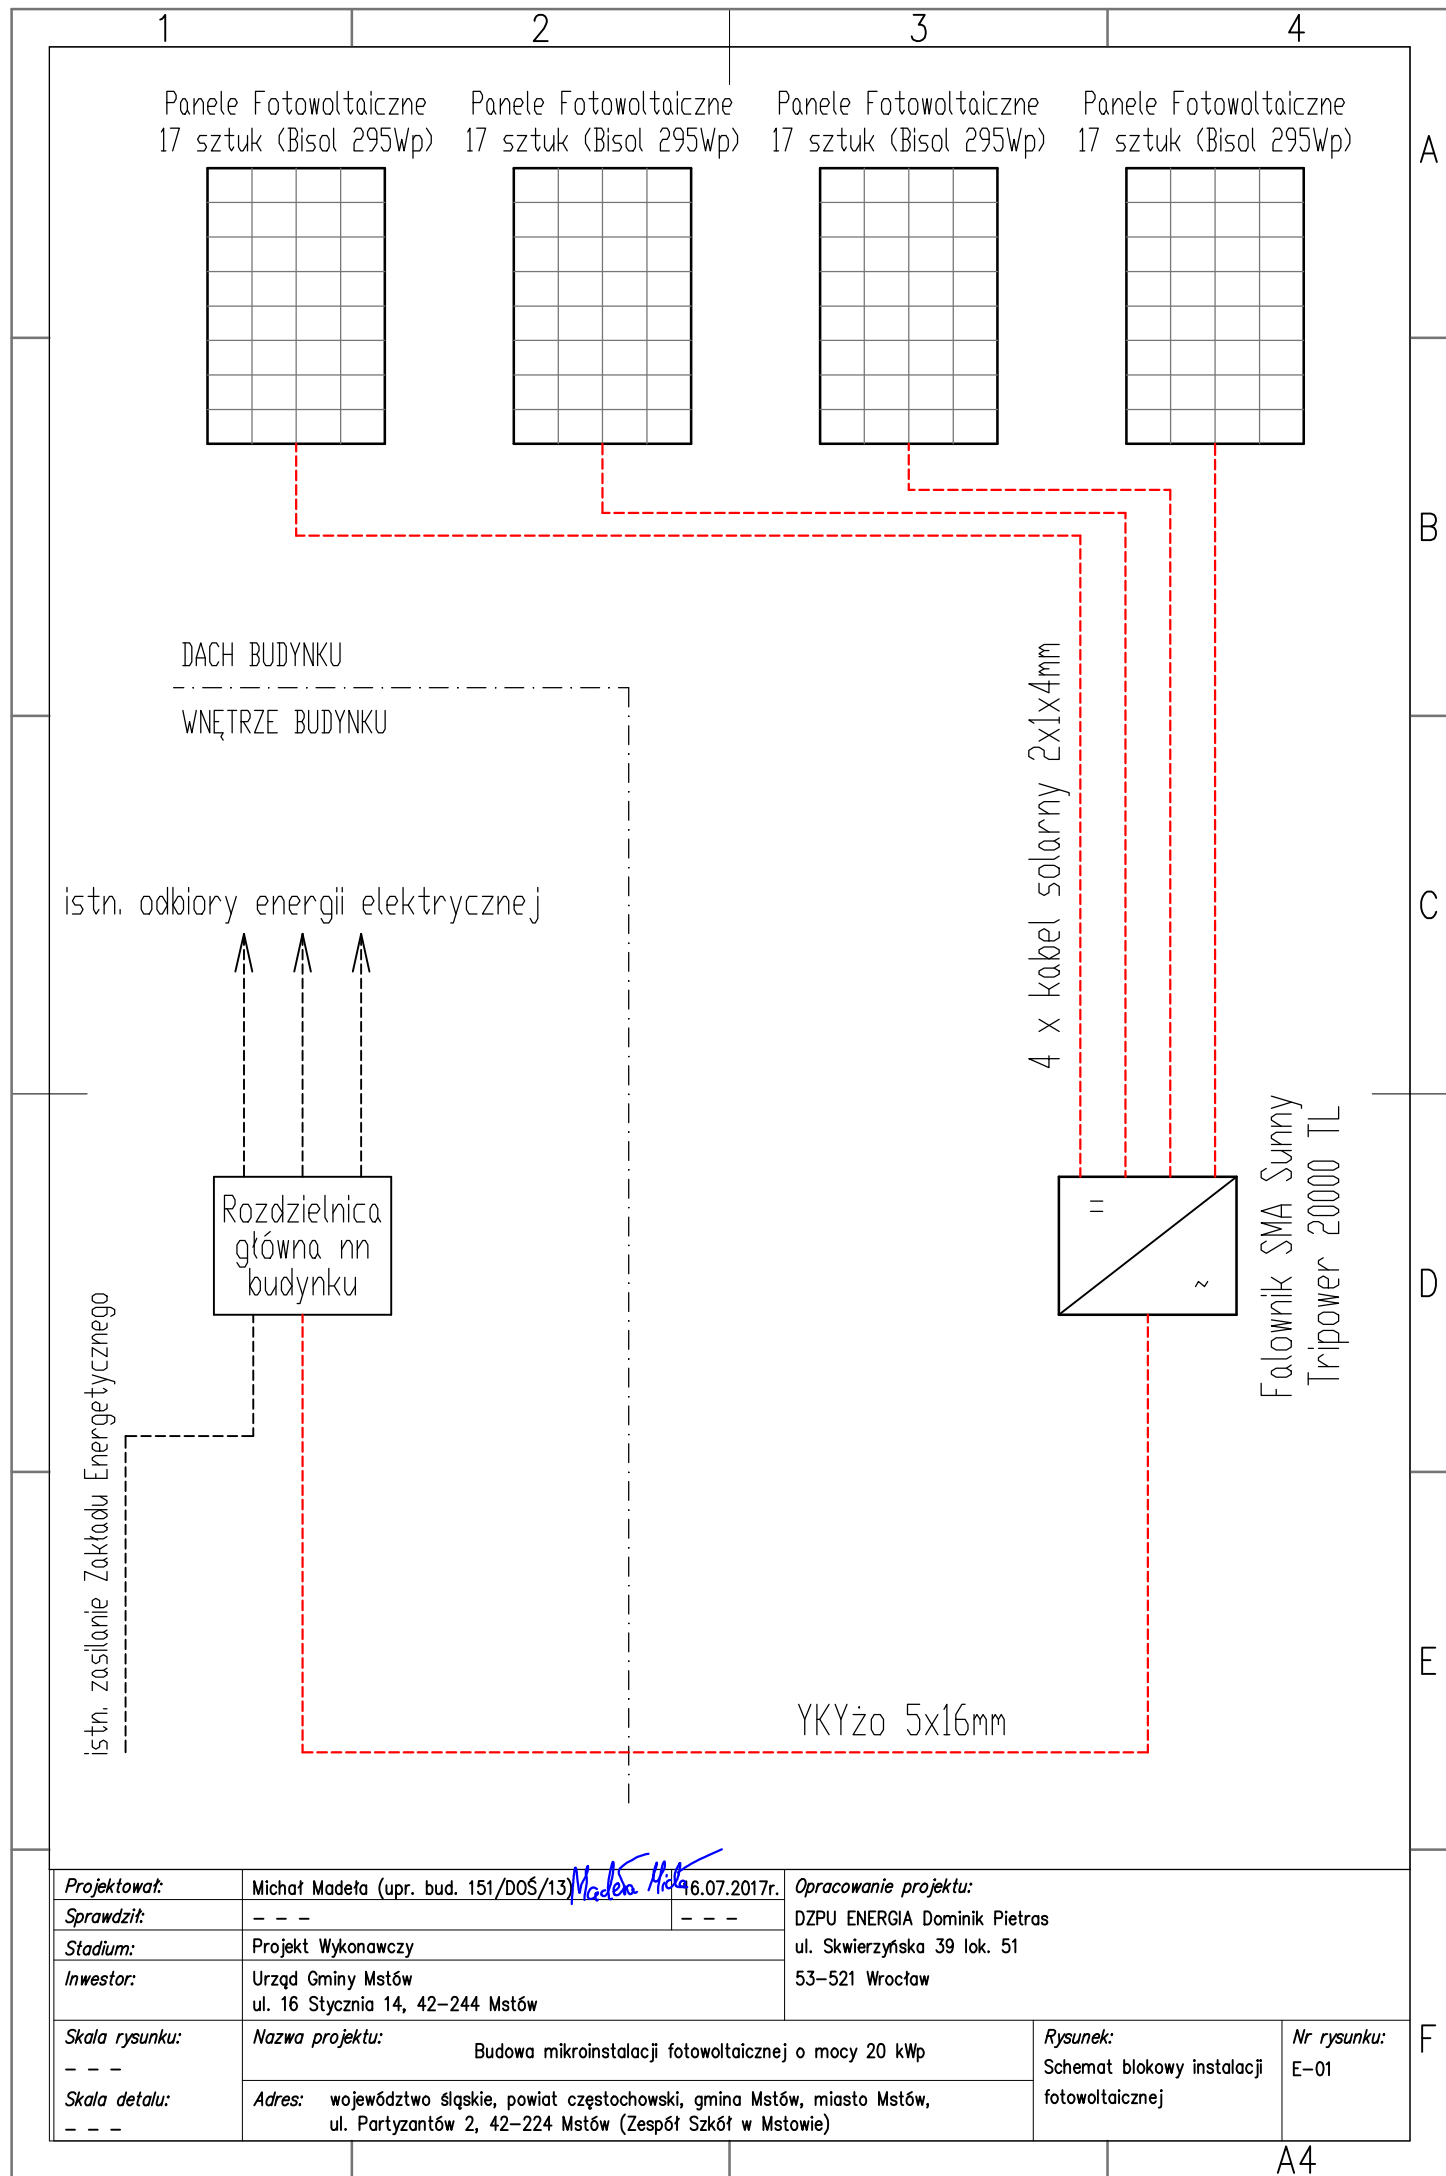 1 2 3 4
Panele Fotowoltaiczne
17 sztuk (Bisol 295Wp)
Panele Fotowoltaiczne
17 sztuk (Bisol 295Wp)
Panele Fotowoltaiczne
17 sztuk (Bisol 295Wp)
Panele Fotowoltaiczne
17 sztuk (Bisol 295Wp)
A
B
DACH BUDYNKU
WNĘTRZE BUDYNKU
4 x kabel solarny 2x1x4mm
istn. odbiory energii elektrycznej
C
Rozdzielnica
główna nn
budynku
=
~
Falownik SMA Sunny
Tripower 20000 TL
D
istn. zasilanie Zakładu Energetycznego
E
YKYżo 5x16mm
Projektował:
Michał Madeła (upr. bud. 151/DOŚ/13)
16.07.2017r.
Sprawdził:
– – –
– – –
Stadium:
Projekt Wykonawczy
Inwestor:
Urząd Gminy Mstów
ul. 16 Stycznia 14, 42–244 Mstów
Opracowanie projektu:
DZPU ENERGIA Dominik Pietras
ul. Skwierzyńska 39 lok. 51
53–521 Wrocław
Skala rysunku:
– – –
Skala detalu:
– – –
Nazwa projektu:
Budowa mikroinstalacji fotowoltaicznej o mocy 20 kWp
Adres:
województwo śląskie, powiat częstochowski, gmina Mstów, miasto Mstów,
ul. Partyzantów 2, 42–224 Mstów (Zespół Szkół w Mstowie)
Rysunek:
Schemat blokowy instalacji
fotowoltaicznej
Nr rysunku:
E–01
F
A4